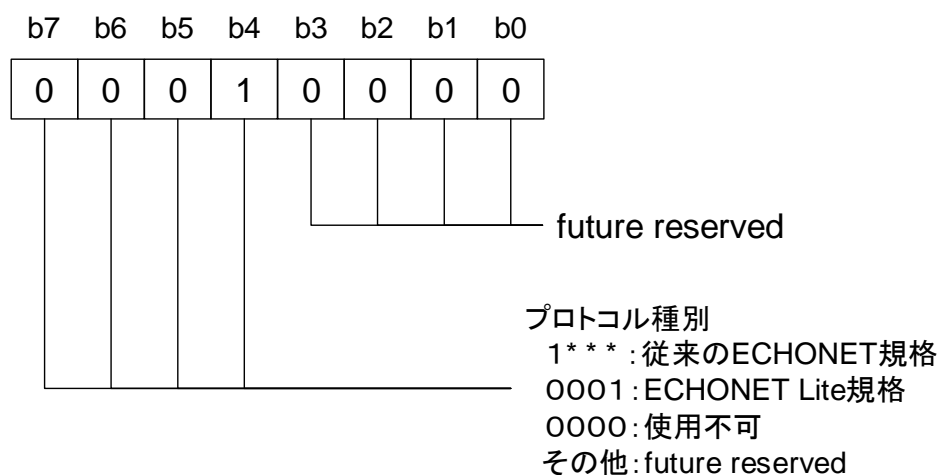 b7 b6 b5 b4 b3 b2 b1 b0
0 0 0 1 0 0 0 0
future reserved
プロトコル種別
1* * * :従来のECHONET規格
0001:ECHONET Lite規格
0000:使用不可
その他:future reserved